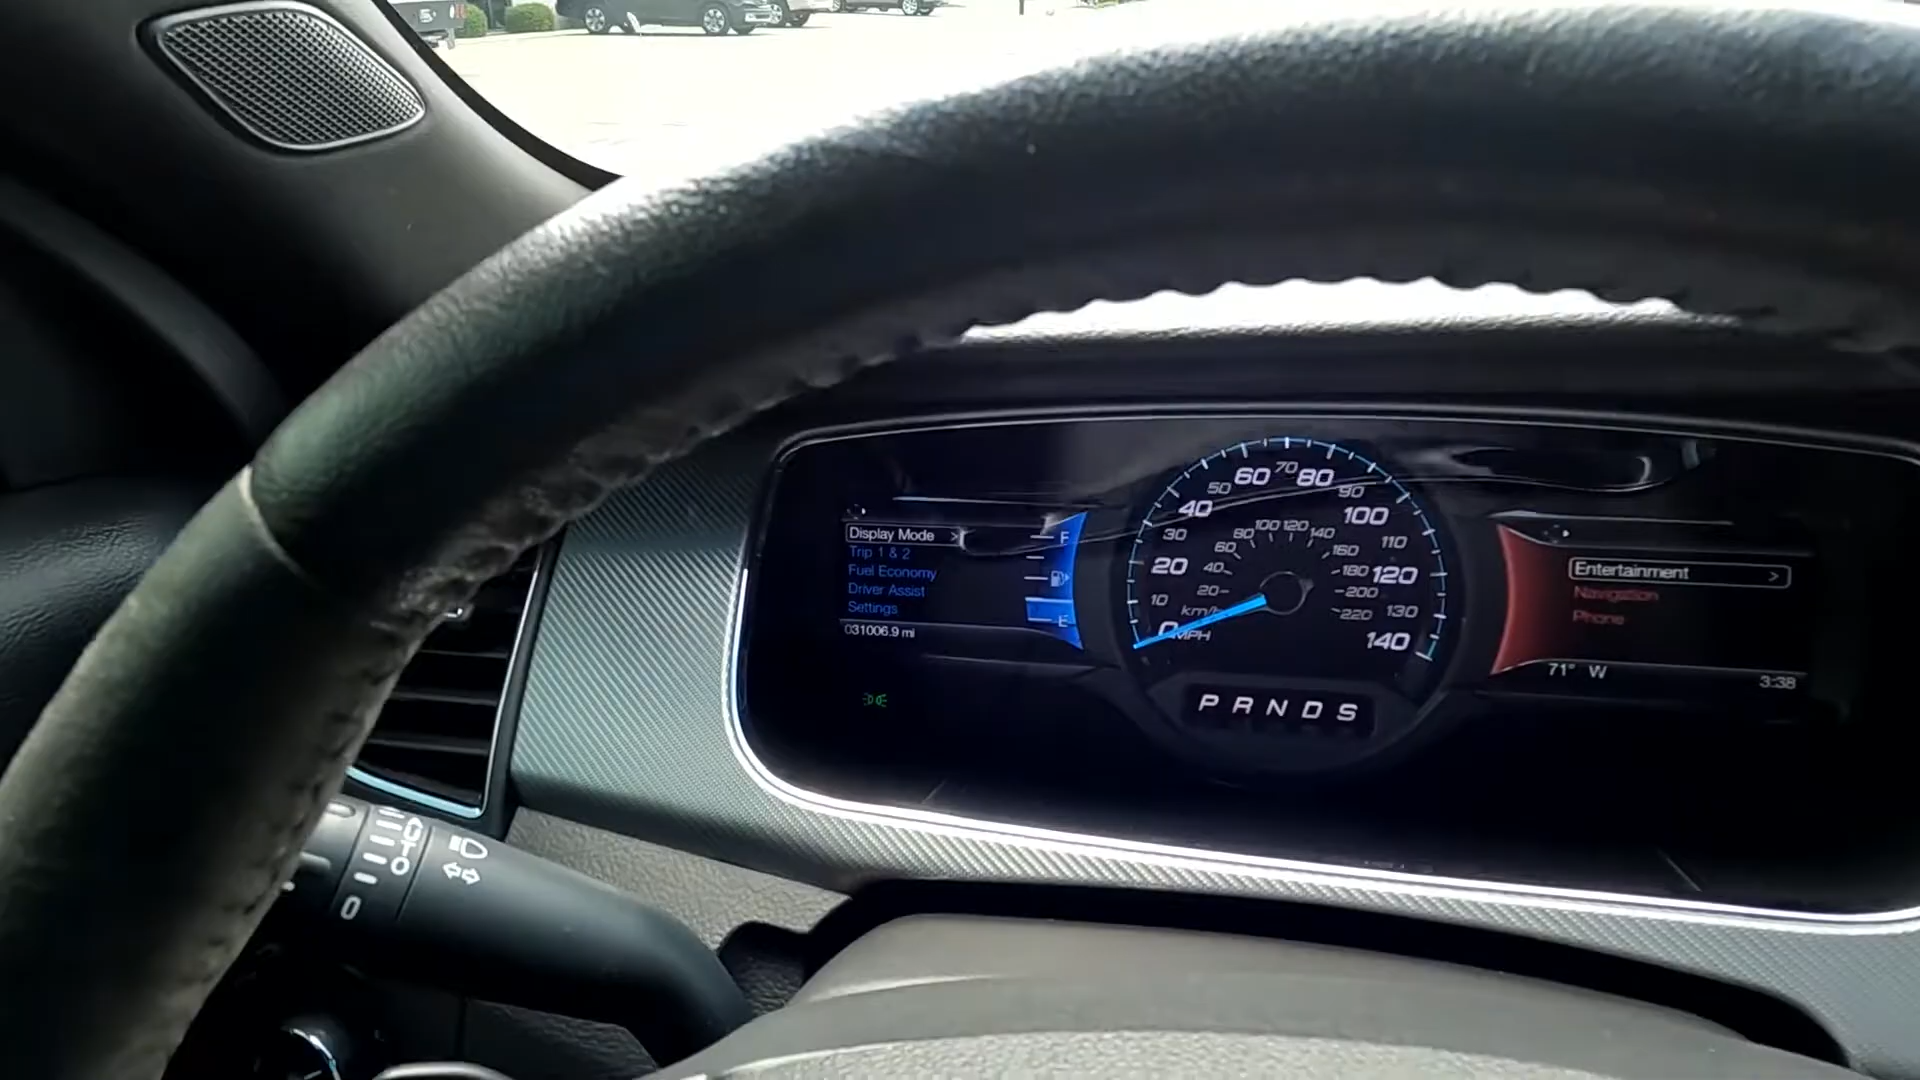 Display Mode >
Trip 1 & 2
Fuel Economy
Driver Assist
Settings
031006.9 mi
F
E
0
10
20
30
40
50
60
70
80
90
100
110
120
130
140
MPH
km/h
20
40
60
80
100
120
140
160
180
200
220
P R N D S
Entertainment >
Navigation
Phone
71° W
3:38
O